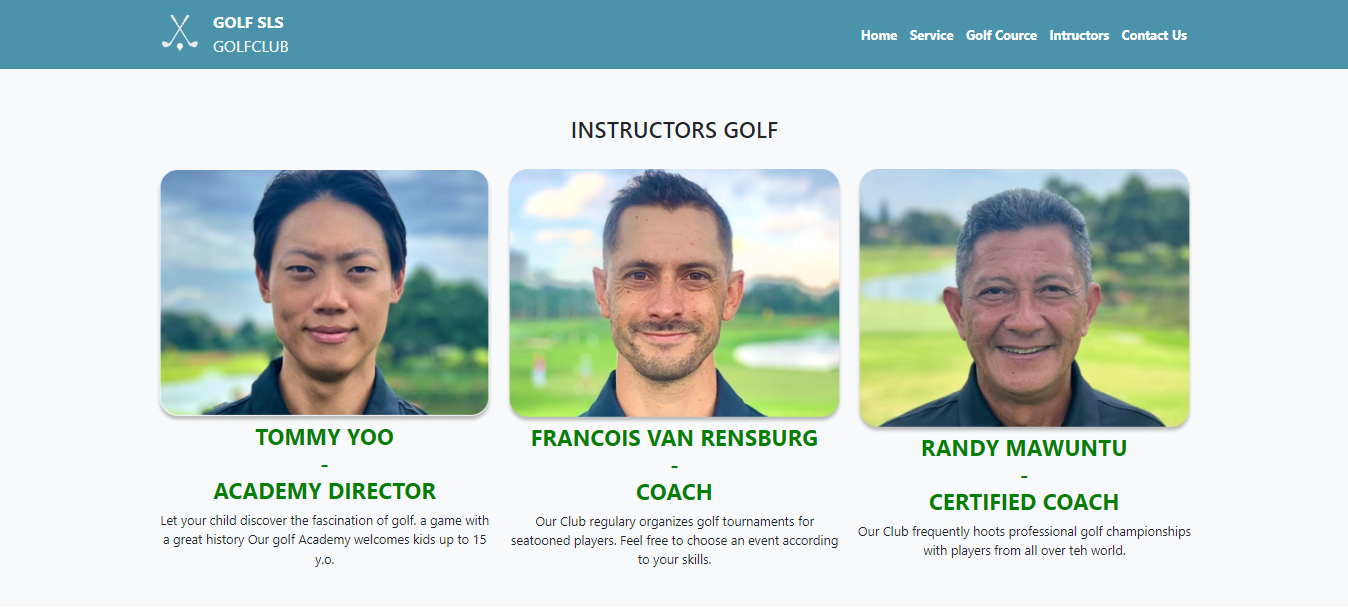 GOLF SLS
GOLFCLUB
Home Service Golf Cource Intructors Contact Us
INSTRUCTORS GOLF
TOMMY YOO
-
ACADEMY DIRECTOR
Let your child discover the fascination of golf. a game with
a great history Our golf Academy welcomes kids up to 15
y.o.
FRANCOIS VAN RENSBURG
-
COACH
Our Club regulary organizes golf tournaments for
seatooned players. Feel free to choose an event according
to your skills.
RANDY MAWUNTU
-
CERTIFIED COACH
Our Club frequently hoots professional golf championships
with players from all over teh world.